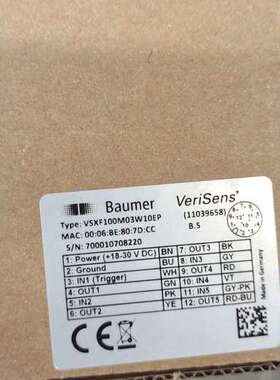 Baumer VeriSens®
Type: VSXF100M03W10EP (11039658)
MAC: 00:06:BE:80:7D:CC B.5
S/N: 700010708220
1: Power (+18-30 V DC) BN 7: OUT3 BK
2: Ground BU 8: IN3 GY
3: IN1 (Trigger) WH 9: OUT4 RD
4: OUT1 GN 10: IN4 VT
5: IN2 PK 11: IN5 GY-PK
6: OUT2 YE 12: OUT5 RD-BU
Made in Germany